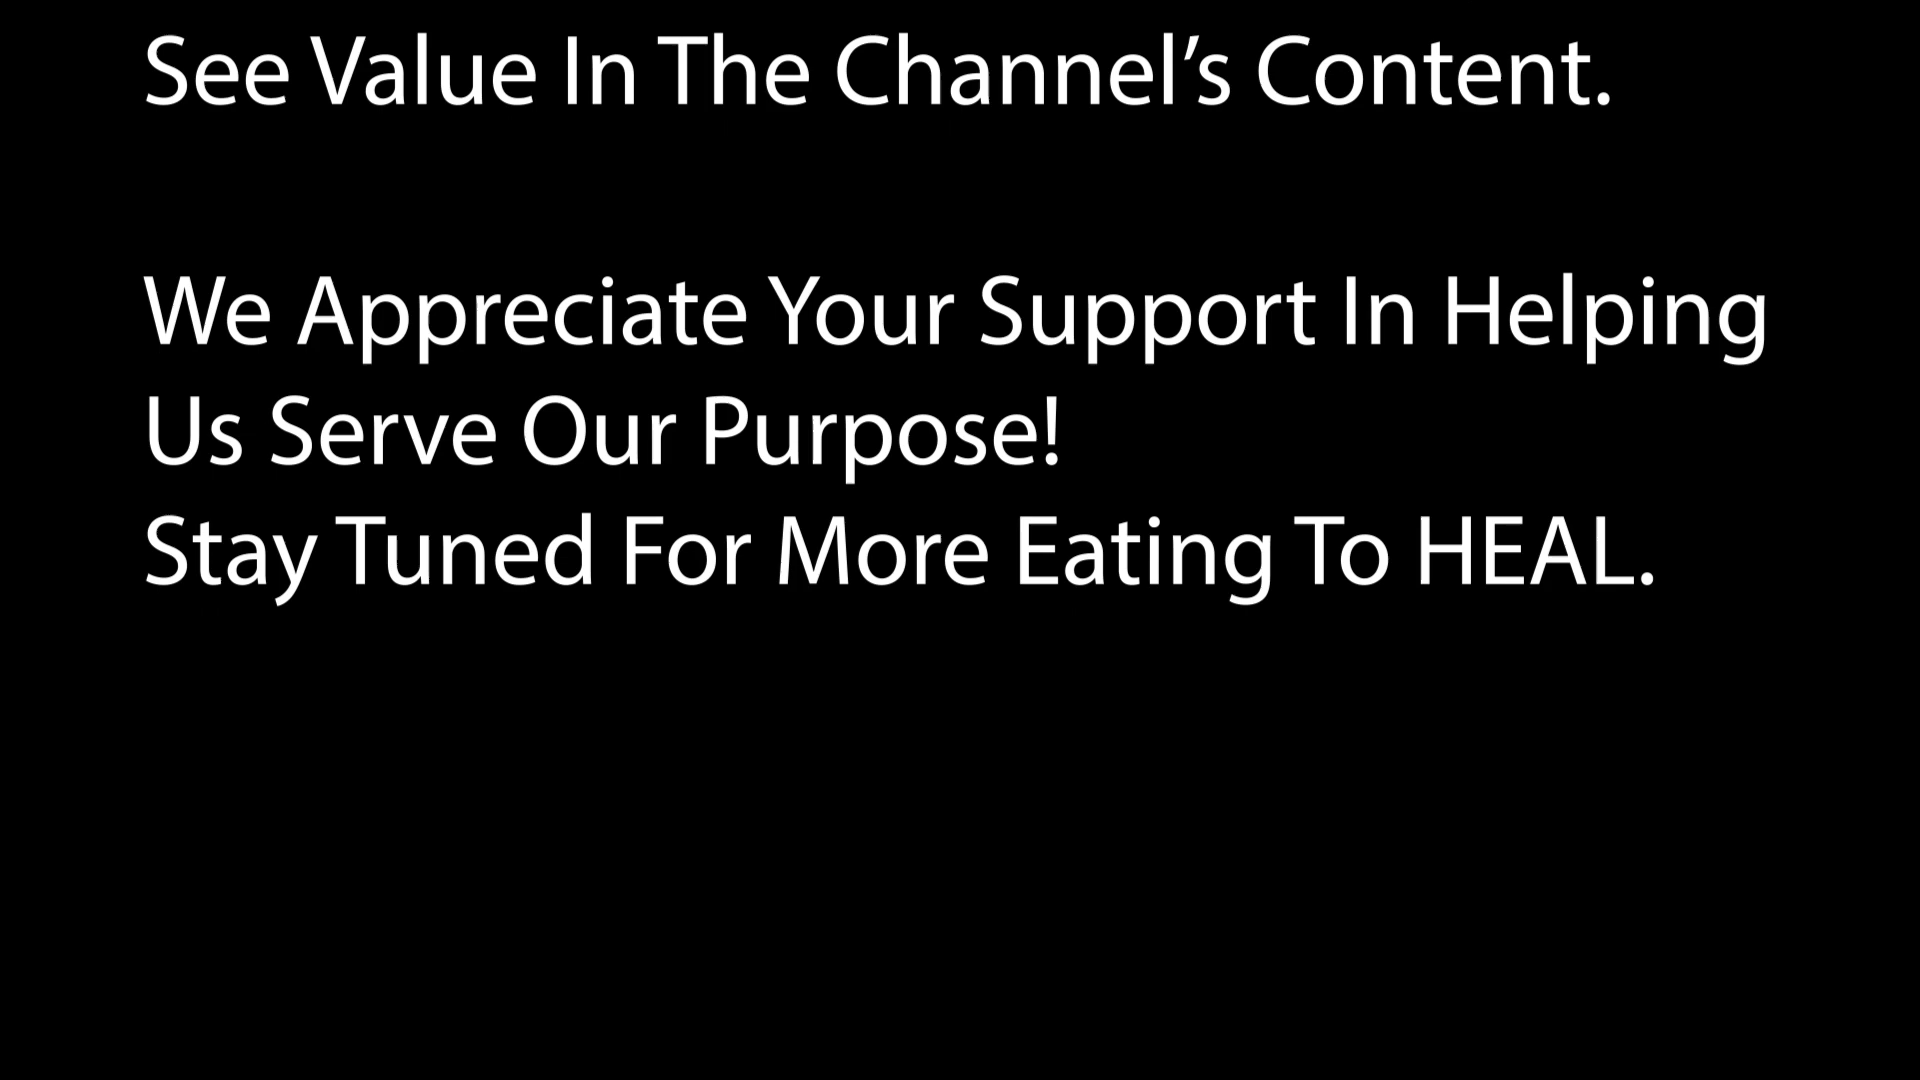 See Value In The Channel’s Content.
We Appreciate Your Support In Helping
Us Serve Our Purpose!
Stay Tuned For More Eating To HEAL.